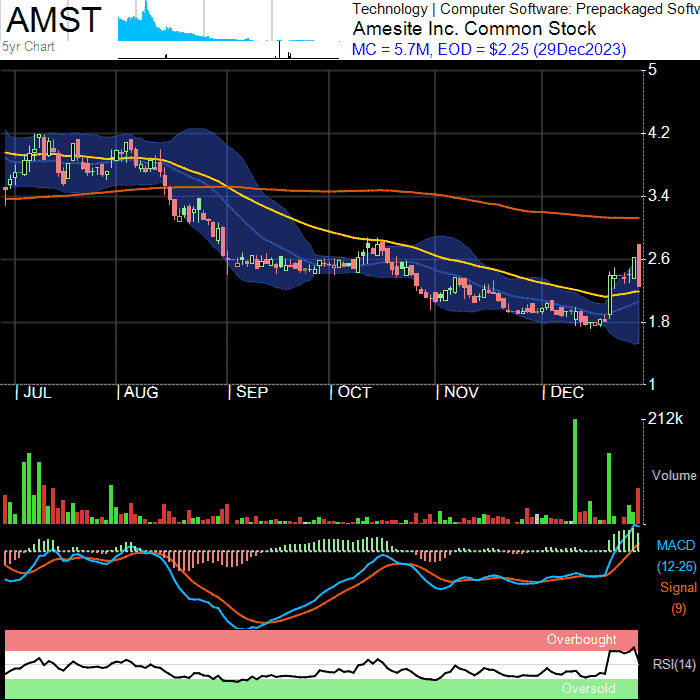 AMST
5yr Chart
Technology | Computer Software: Prepackaged Softw
Amesite Inc. Common Stock
MC = 5.7M, EOD = $2.25 (29Dec2023)
5
4.2
3.4
2.6
1.8
1
JUL
AUG
SEP
OCT
NOV
DEC
212k
Volume
MACD
(12-26)
Signal
(9)
Overbought
RSI(14)
Oversold